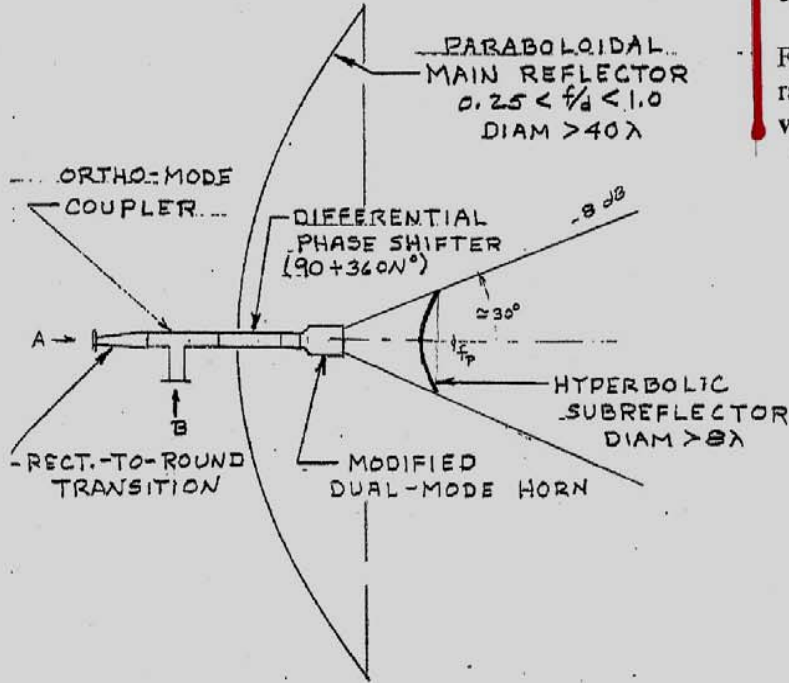 PARABOLOIDAL
MAIN REFLECTOR
0.25 < f/d < 1.0
DIAM > 40λ
ORTHO-MODE
COUPLER
DIFFERENTIAL
PHASE SHIFTER
(90+360N°)
-8 dB
≃30°
A
B
fp
HYPERBOLIC
SUBREFLECTOR
DIAM > 8λ
RECT.-TO-ROUND
TRANSITION
MODIFIED
DUAL-MODE HORN